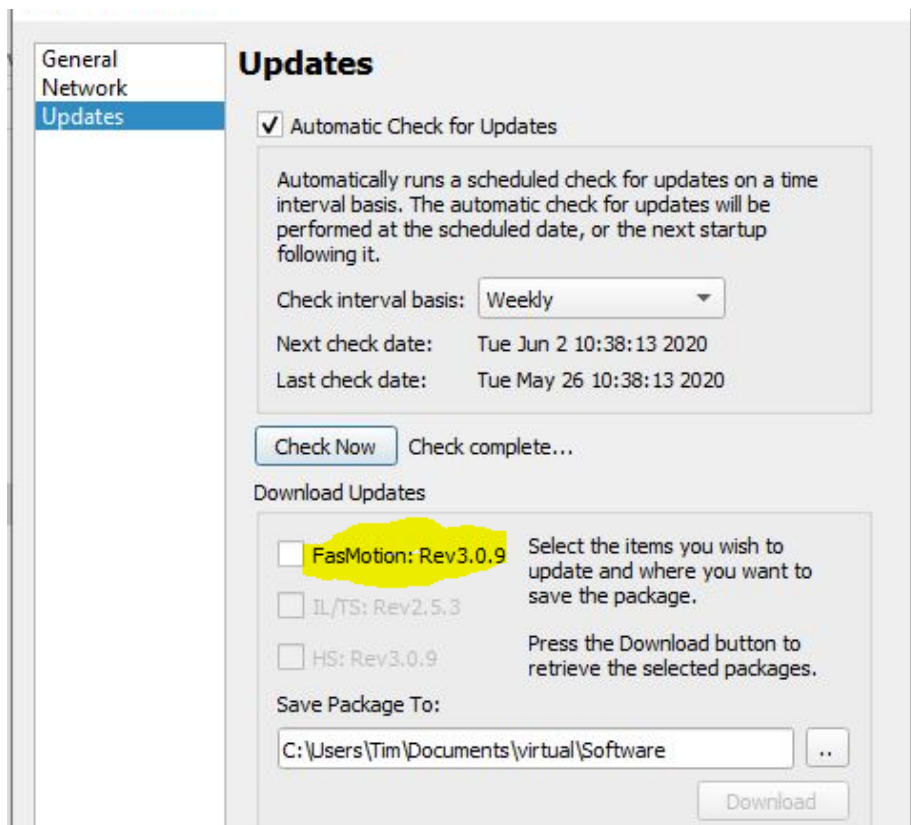 General
Network
Updates
Updates
Automatic Check for Updates
Automatically runs a scheduled check for updates on a time
interval basis. The automatic check for updates will be
performed at the scheduled date, or the next startup
following it.
Check interval basis: Weekly
Next check date: Tue Jun 2 10:38:13 2020
Last check date: Tue May 26 10:38:13 2020
Check Now Check complete...
Download Updates
FasMotion: Rev3.0.9
IL/TS: Rev2.5.3
HS: Rev3.0.9
Select the items you wish to
update and where you want to
save the package.
Press the Download button to
retrieve the selected packages.
Save Package To:
C:\Users\Tim\Documents\virtual\Software ..
Download